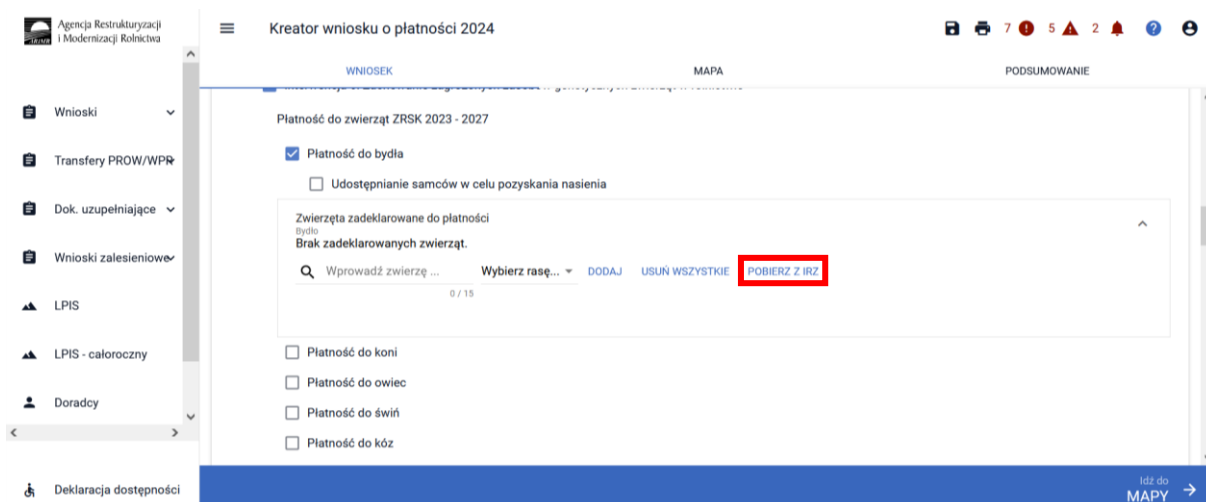 Agencja Restrukturyzacji
i Modernizacji Rolnictwa
Kreator wniosku o płatności 2024
7 5 2
WNIOSEK MAPA PODSUMOWANIE
Wnioski
Transfery PROW/WPR
Dok. uzupełniające
Wnioski zalesieniowe
LPIS
LPIS - całoroczny
Doradcy
Deklaracja dostępności
Płatność do zwierząt ZRSK 2023 - 2027
Płatność do bydła
Udostępnianie samców w celu pozyskania nasienia
Zwierzęta zadeklarowane do płatności
Bydło
Brak zadeklarowanych zwierząt.
Wprowadź zwierzę ... Wybierz rasę... DODAJ USUŃ WSZYSTKIE POBIERZ Z IRZ
0 / 15
Płatność do koni
Płatność do owiec
Płatność do świń
Płatność do kóz
Idź do
MAPY